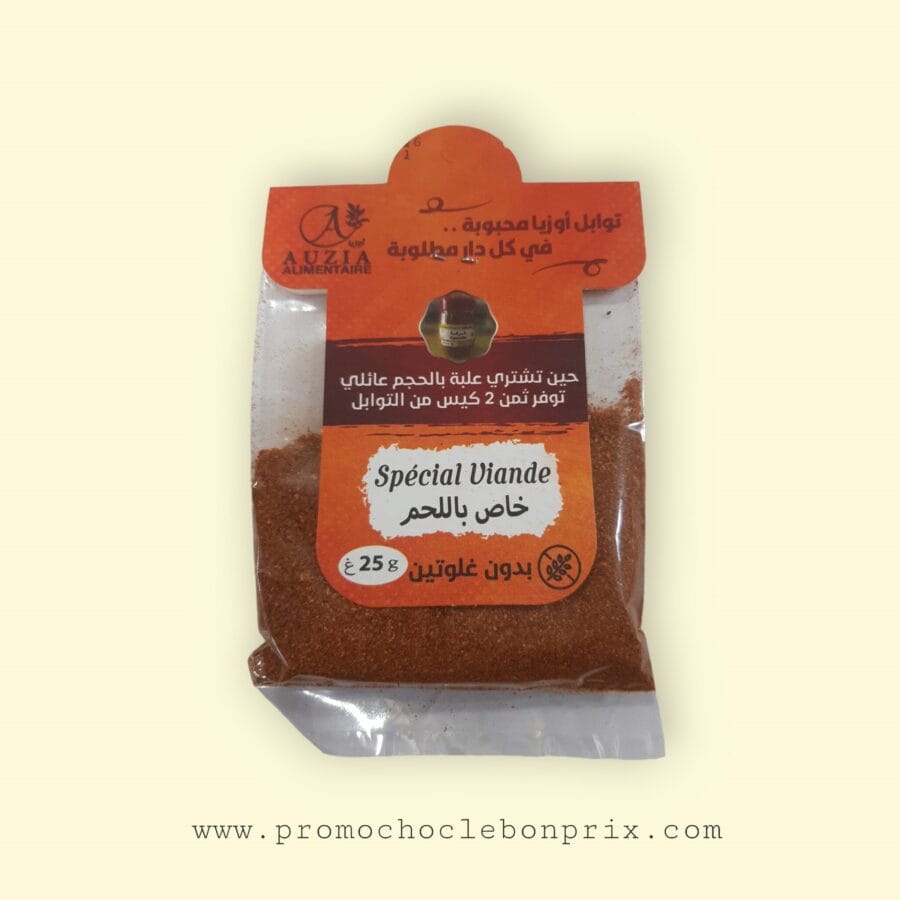 توابل أوزيا محبوبة ..
في كل دار مطلوبة
أوزيا
AUZIA
ALIMENTAIRE
حين تشتري علبة بالحجم عائلي
توفر ثمن 2 كيس من التوابل
Spécial Viande
خاص باللحم
بدون غلوتين
25 g غ
www.promochoclebonprix.com